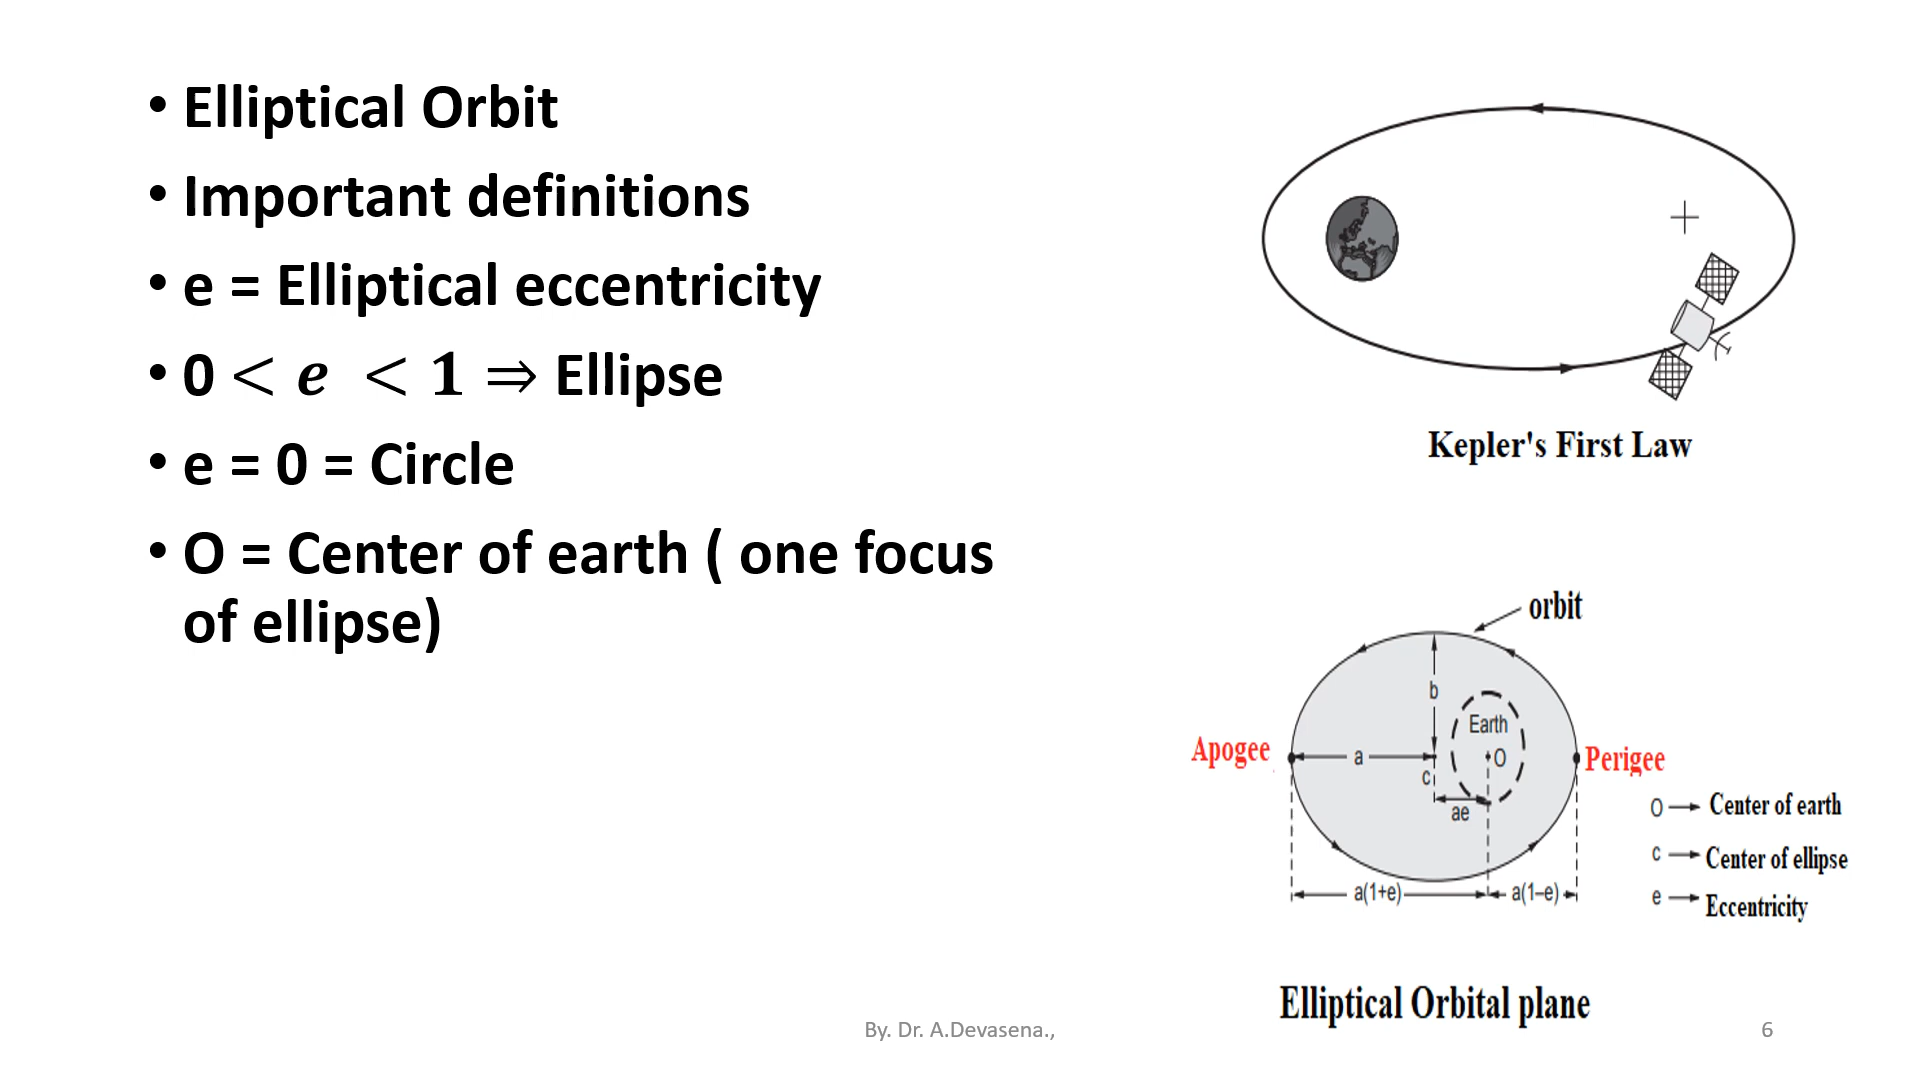 • Elliptical Orbit
• Important definitions
• e = Elliptical eccentricity
• 0 < e < 1 ⇒ Ellipse
• e = 0 = Circle
• O = Center of earth ( one focus
of ellipse)
Kepler's First Law
orbit
b
Earth
Apogee
a
O
Perigee
c
ae
O → Center of earth
c → Center of ellipse
a(1+e)
a(1–e)
e → Eccentricity
Elliptical Orbital plane
By. Dr. A.Devasena.,
6